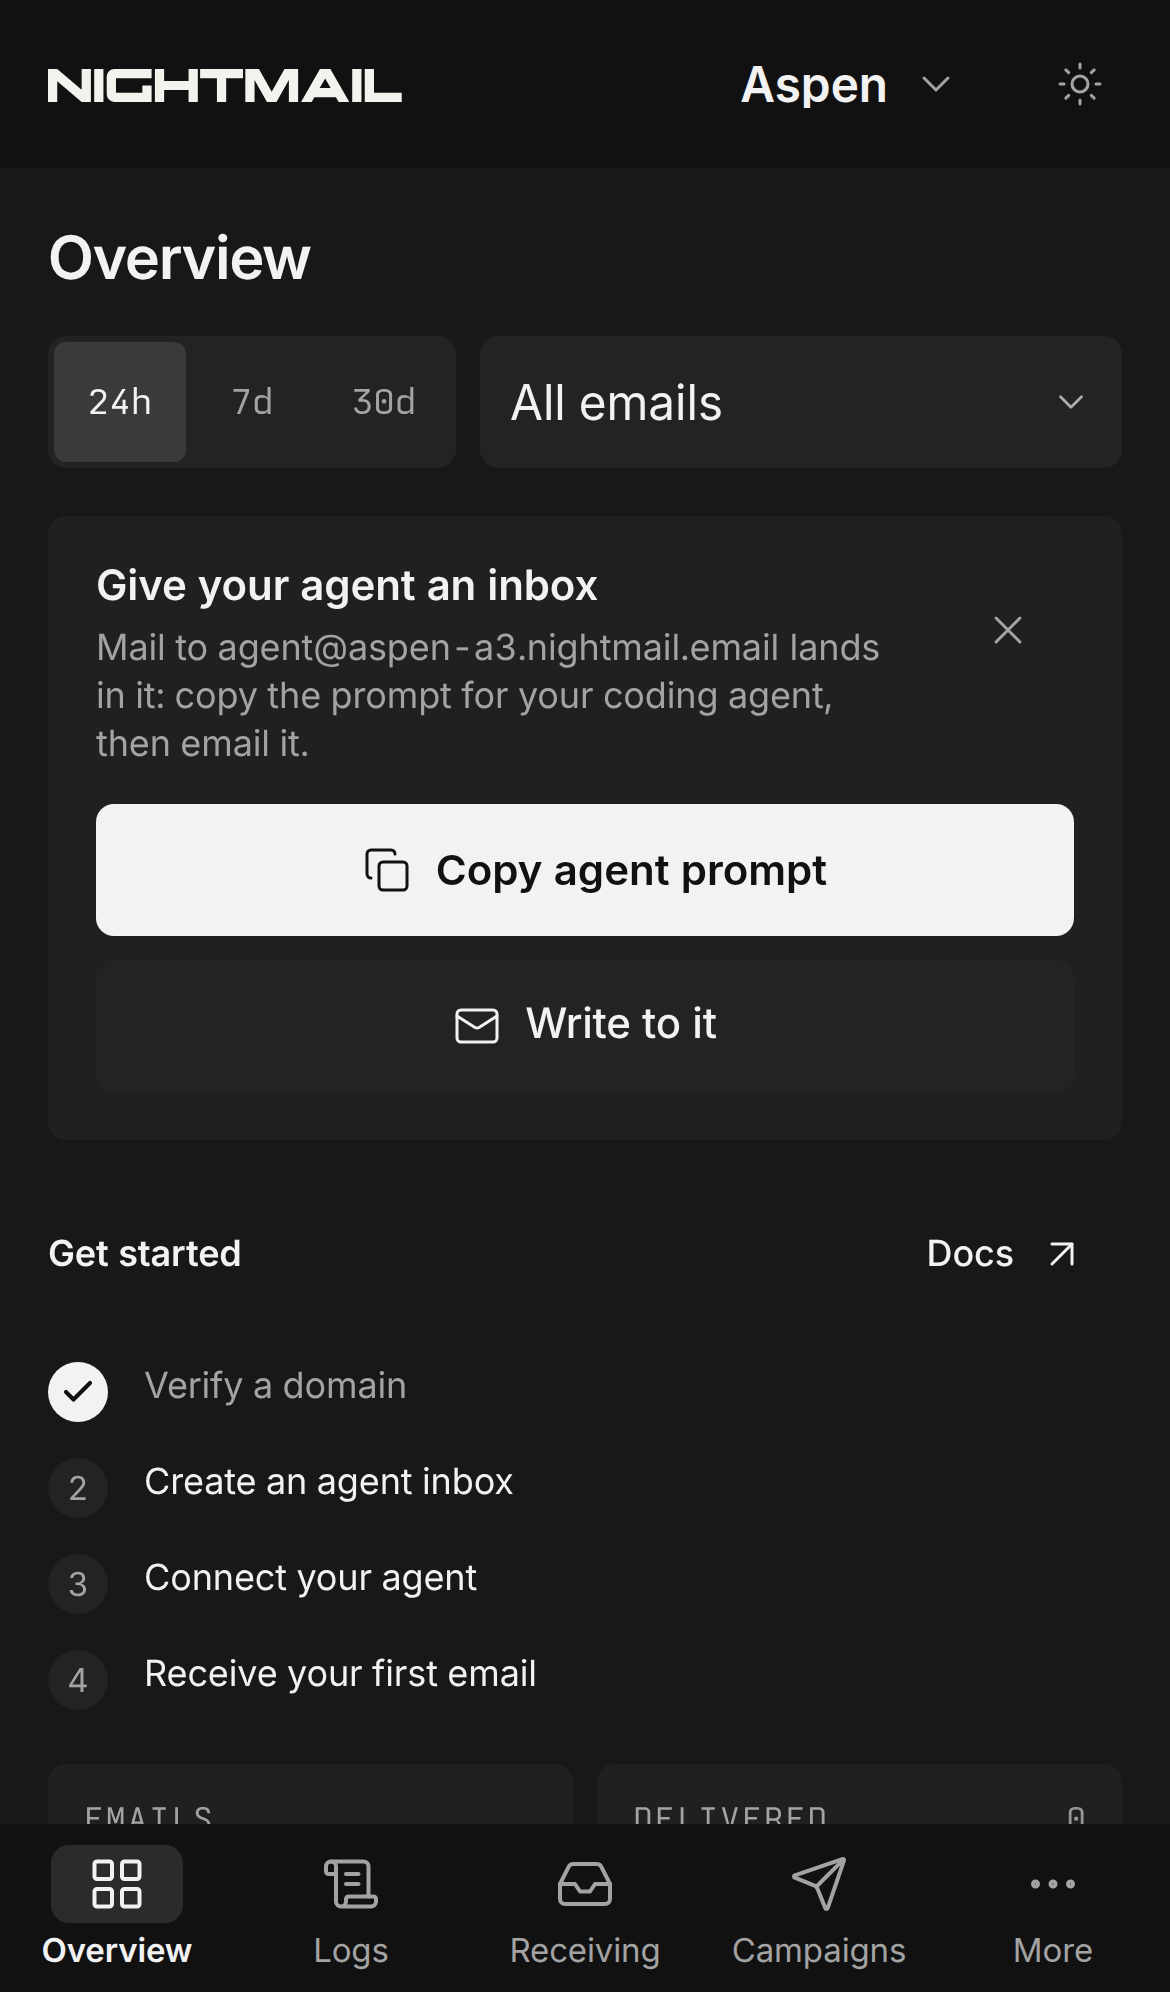 NIGHTMAIL
Aspen
Overview
24h 7d 30d
All emails
Give your agent an inbox
Mail to agent@aspen-a3.nightmail.email lands
in it: copy the prompt for your coding agent,
then email it.
Copy agent prompt
Write to it
Get started
Docs
Verify a domain
2 Create an agent inbox
3 Connect your agent
4 Receive your first email
EMAILS
DELIVERED 0
Overview
Logs
Receiving
Campaigns
More